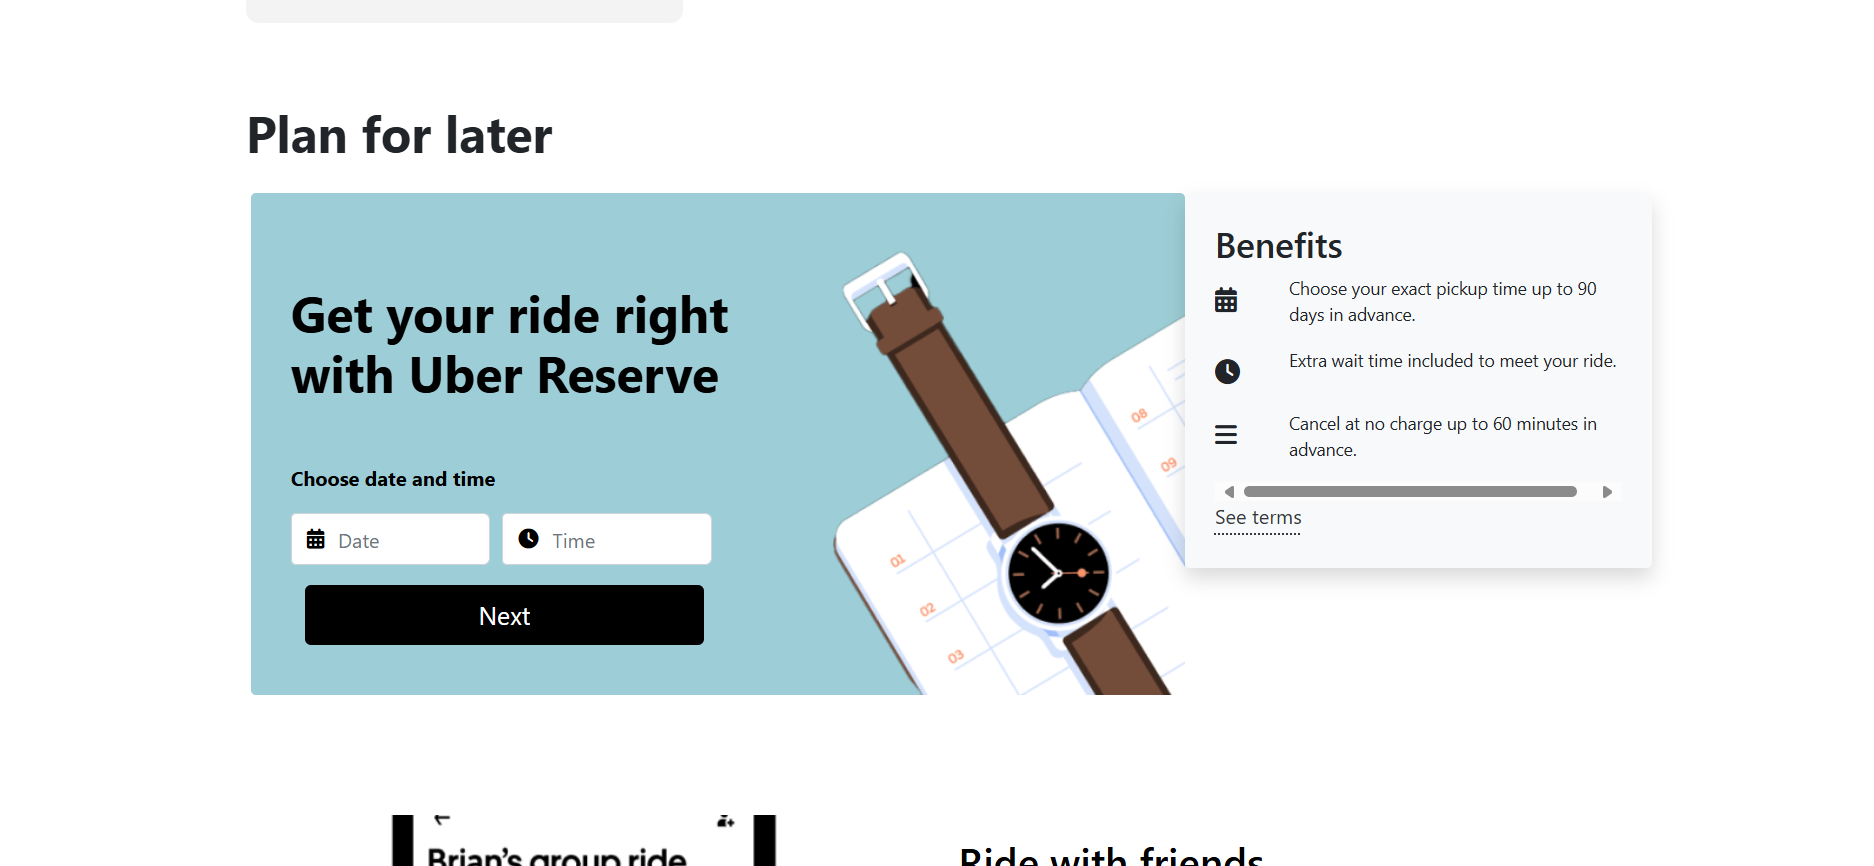 Plan for later
Get your ride right
with Uber Reserve
Choose date and time
Date
Time
Next
08
09
01
02
03
Benefits
Choose your exact pickup time up to 90
days in advance.
Extra wait time included to meet your ride.
Cancel at no charge up to 60 minutes in
advance.
See terms
Brian's group ride
Ride with friends